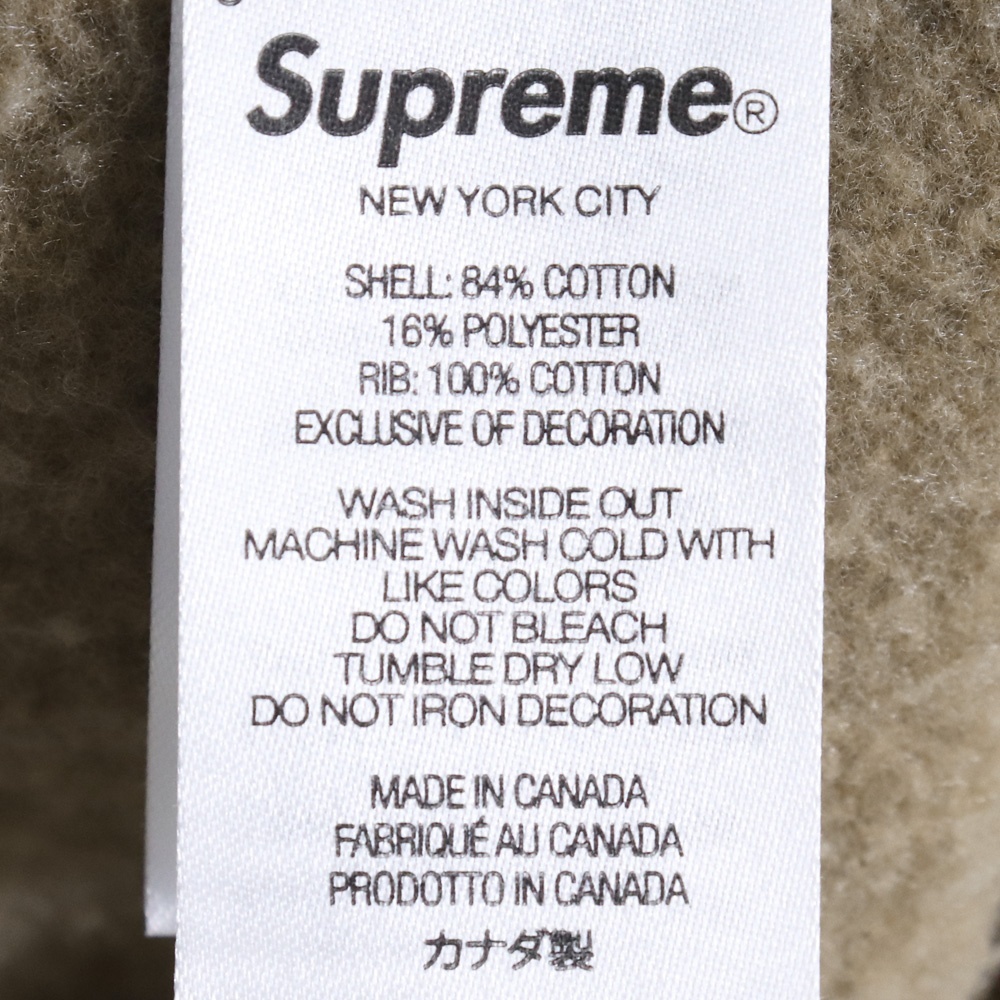 Supreme®
NEW YORK CITY
SHELL: 84% COTTON
16% POLYESTER
RIB: 100% COTTON
EXCLUSIVE OF DECORATION
WASH INSIDE OUT
MACHINE WASH COLD WITH
LIKE COLORS
DO NOT BLEACH
TUMBLE DRY LOW
DO NOT IRON DECORATION
MADE IN CANADA
FABRIQUÉ AU CANADA
PRODOTTO IN CANADA
カナダ製